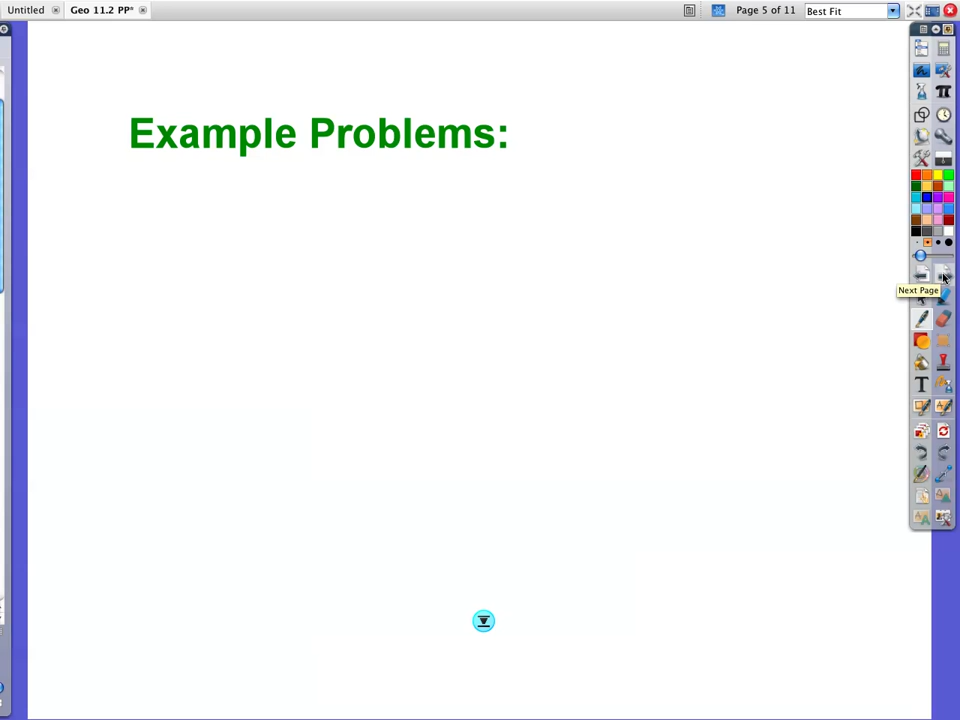 Untitled
Geo 11.2 PP*
Page 5 of 11
Best Fit
Example Problems:
Next Page
T